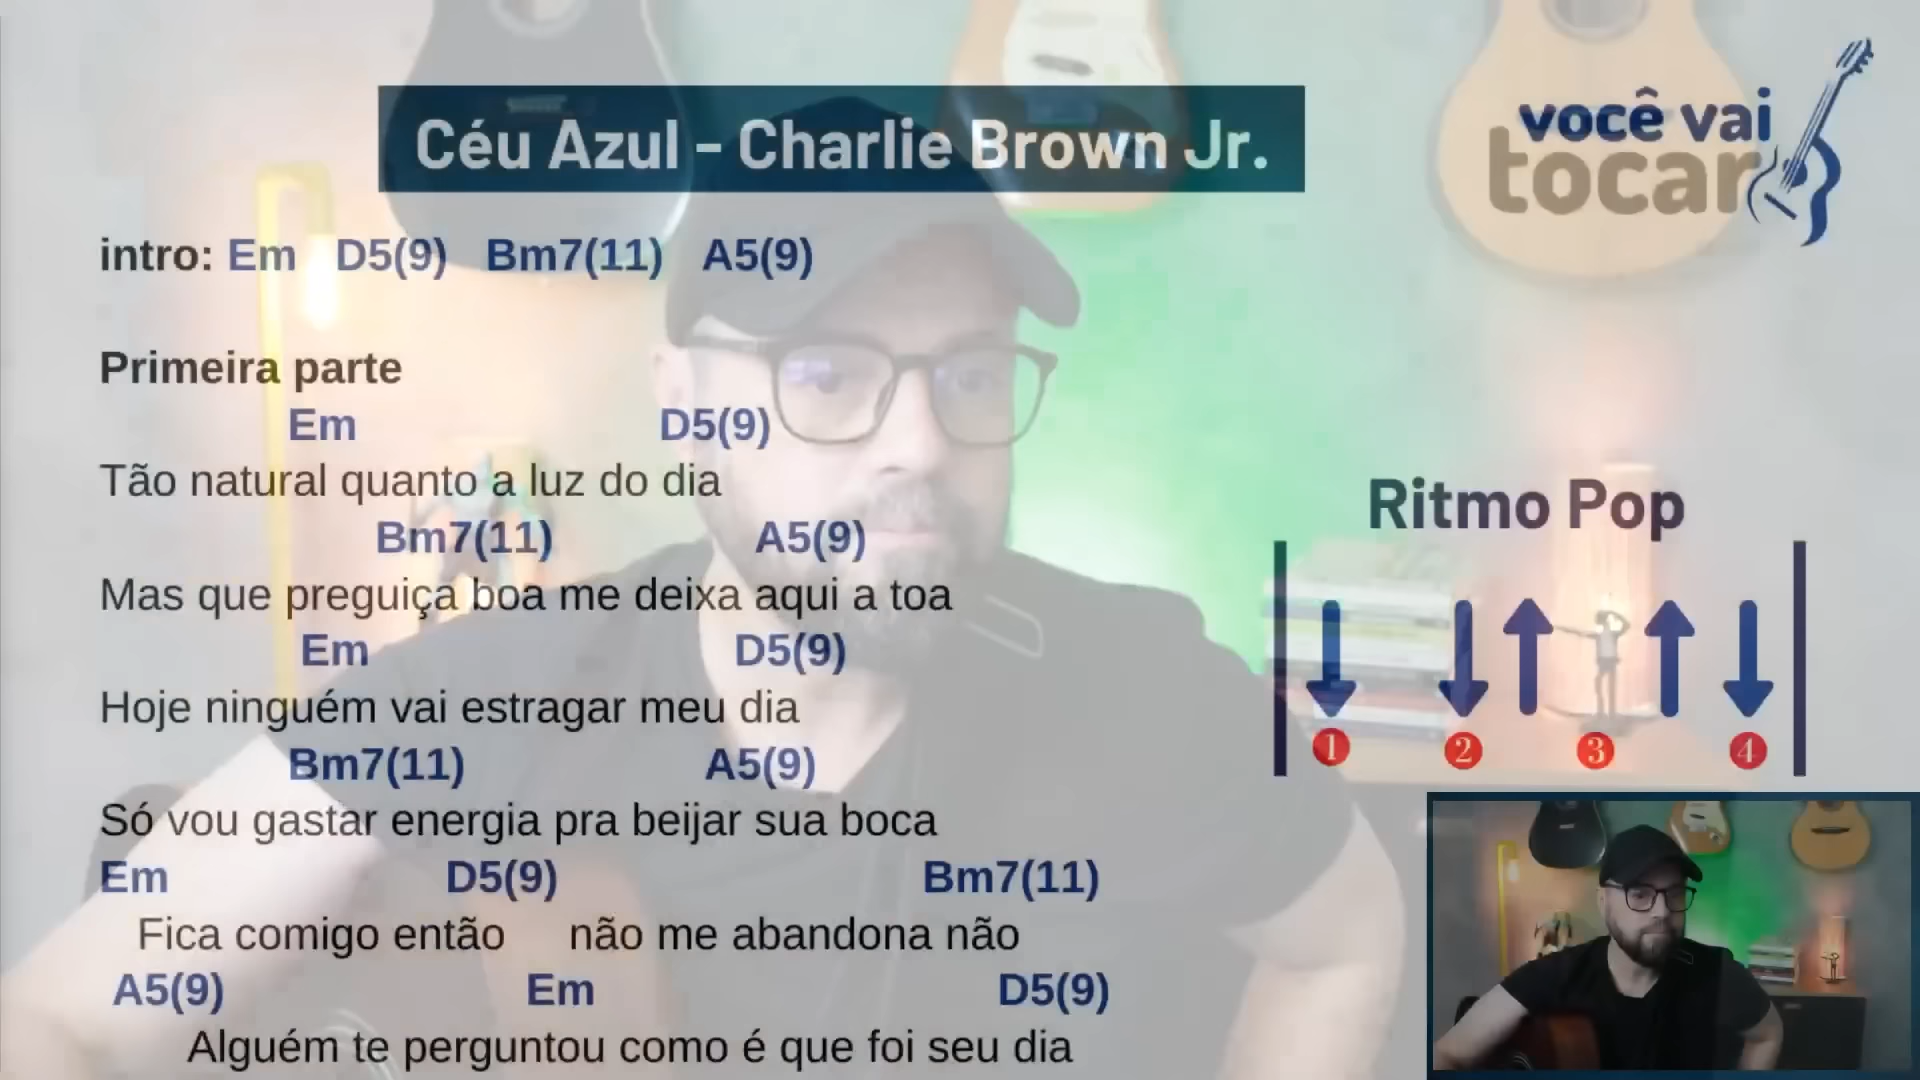 Céu Azul - Charlie Brown Jr.
você vai
tocar
intro: Em D5(9) Bm7(11) A5(9)
Primeira parte
Em D5(9)
Tão natural quanto a luz do dia
Bm7(11) A5(9)
Mas que preguiça boa me deixa aqui a toa
Em D5(9)
Hoje ninguém vai estragar meu dia
Bm7(11) A5(9)
Só vou gastar energia pra beijar sua boca
Em D5(9) Bm7(11)
Fica comigo então não me abandona não
A5(9) Em D5(9)
Alguém te perguntou como é que foi seu dia
Ritmo Pop
1 2 3 4